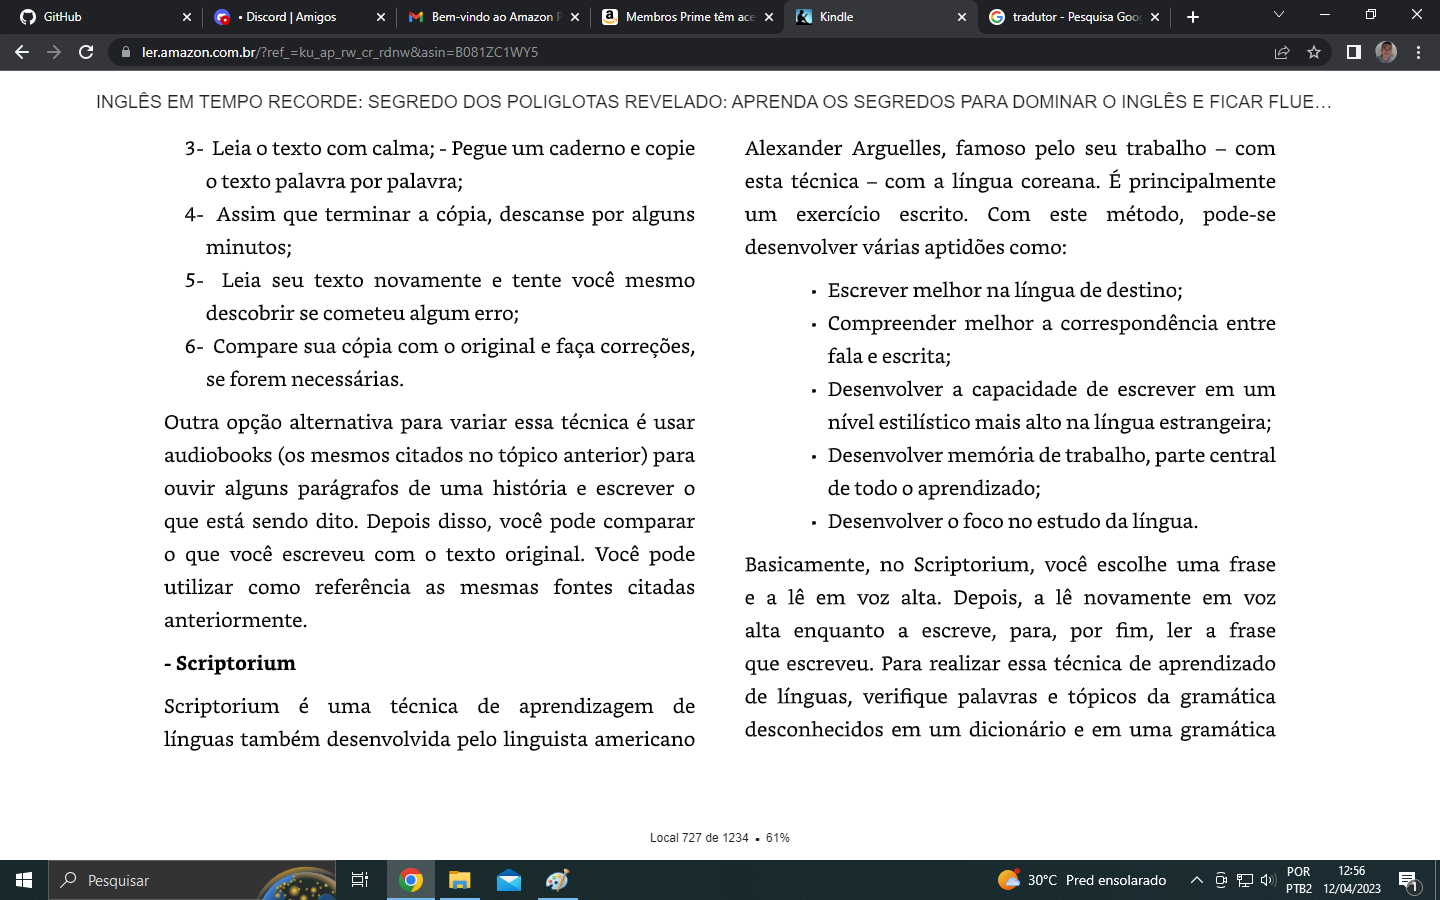 GitHub
• Discord | Amigos
Bem-vindo ao Amazon P
Membros Prime têm ace
Kindle
tradutor - Pesquisa Goo
ler.amazon.com.br/?ref_=ku_ap_rw_cr_rdnw&asin=B081ZC1WY5
INGLÊS EM TEMPO RECORDE: SEGREDO DOS POLIGLOTAS REVELADO: APRENDA OS SEGREDOS PARA DOMINAR O INGLÊS E FICAR FLUE…
3- Leia o texto com calma; - Pegue um caderno e copie
o texto palavra por palavra;
4- Assim que terminar a cópia, descanse por alguns
minutos;
5- Leia seu texto novamente e tente você mesmo
descobrir se cometeu algum erro;
6- Compare sua cópia com o original e faça correções,
se forem necessárias.
Outra opção alternativa para variar essa técnica é usar
audiobooks (os mesmos citados no tópico anterior) para
ouvir alguns parágrafos de uma história e escrever o
que está sendo dito. Depois disso, você pode comparar
o que você escreveu com o texto original. Você pode
utilizar como referência as mesmas fontes citadas
anteriormente.
- Scriptorium
Scriptorium é uma técnica de aprendizagem de
línguas também desenvolvida pelo linguista americano
Alexander Arguelles, famoso pelo seu trabalho – com
esta técnica – com a língua coreana. É principalmente
um exercício escrito. Com este método, pode-se
desenvolver várias aptidões como:
• Escrever melhor na língua de destino;
• Compreender melhor a correspondência entre
fala e escrita;
• Desenvolver a capacidade de escrever em um
nível estilístico mais alto na língua estrangeira;
• Desenvolver memória de trabalho, parte central
de todo o aprendizado;
• Desenvolver o foco no estudo da língua.
Basicamente, no Scriptorium, você escolhe uma frase
e a lê em voz alta. Depois, a lê novamente em voz
alta enquanto a escreve, para, por fim, ler a frase
que escreveu. Para realizar essa técnica de aprendizado
de línguas, verifique palavras e tópicos da gramática
desconhecidos em um dicionário e em uma gramática
Local 727 de 1234 • 61%
Pesquisar
30°C Pred ensolarado
POR
PTB2
12:56
12/04/2023
1